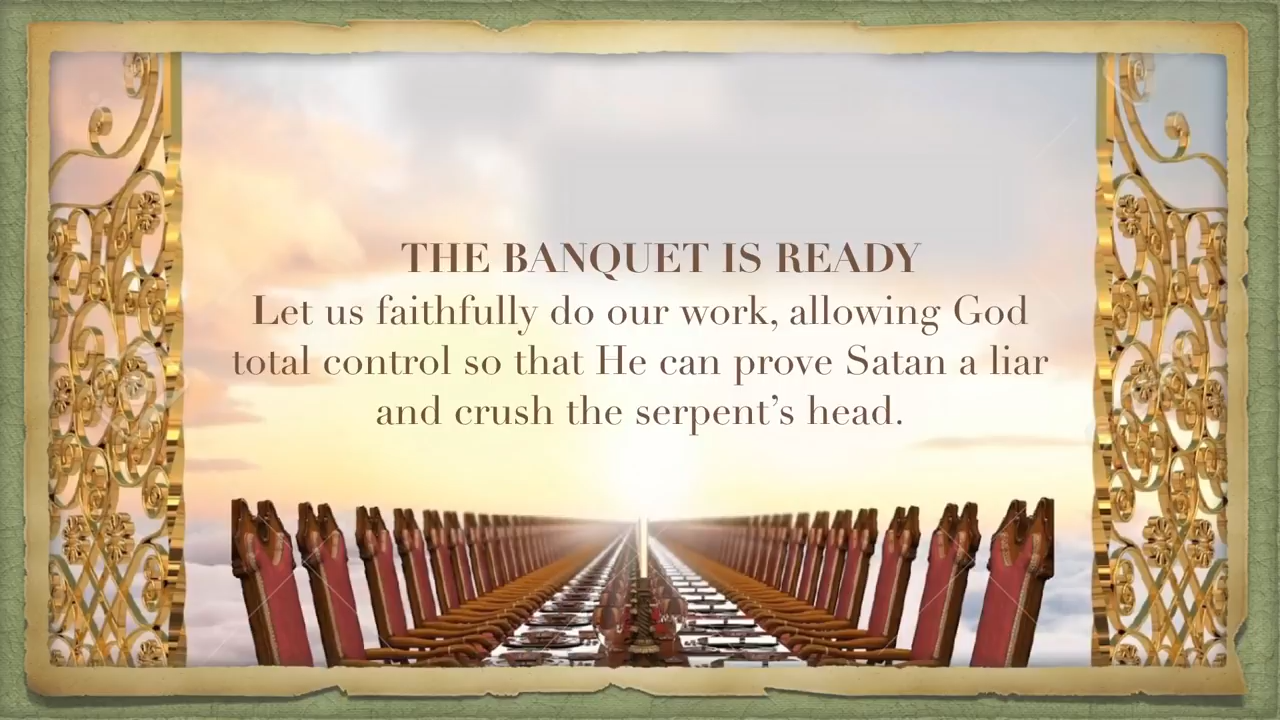 THE BANQUET IS READY
Let us faithfully do our work, allowing God
total control so that He can prove Satan a liar
and crush the serpent’s head.